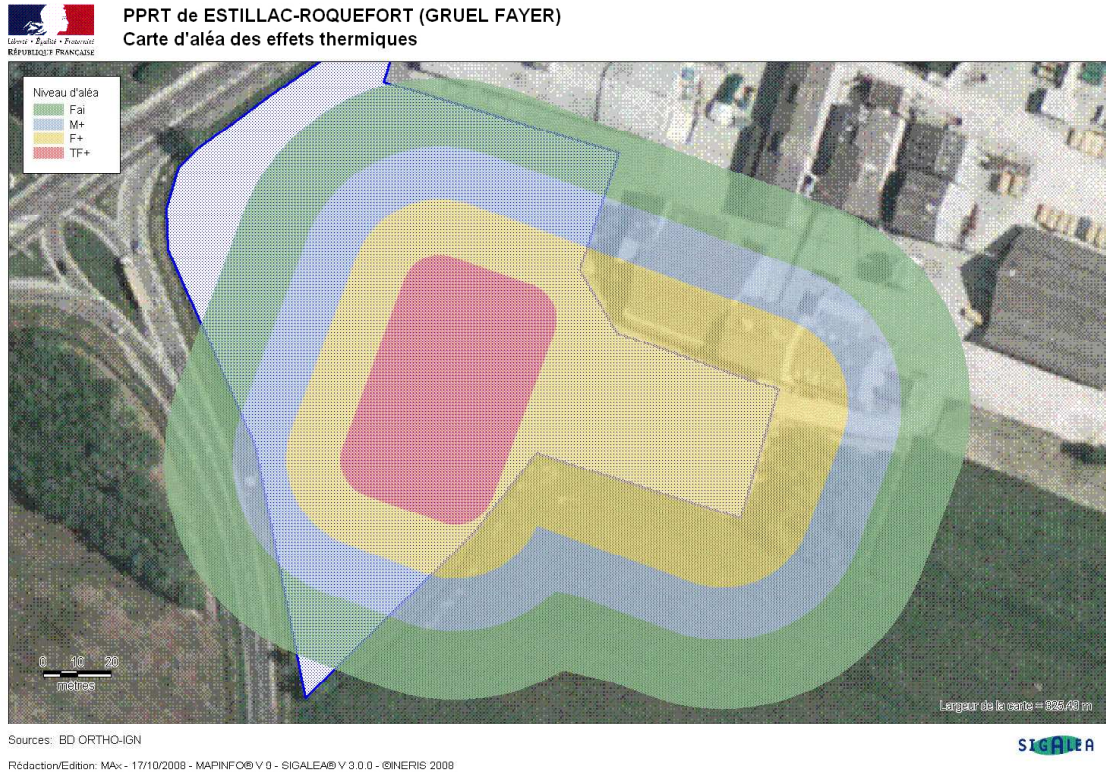 PPRT de ESTILLAC-ROQUEFORT (GRUEL FAYER)
Carte d'aléa des effets thermiques
Liberté • Égalité • Fraternité
RÉPUBLIQUE FRANÇAISE
Niveau d'aléa
Fai
M+
F+
TF+
0 10 20
mètres
Largeur de la carte = 325.43 m
Sources: BD ORTHO-IGN
SIGALEA
Rédaction/Edition: MAx - 17/10/2008 - MAPINFO® V 9 - SIGALEA® V 3.0.0 - ©INERIS 2008